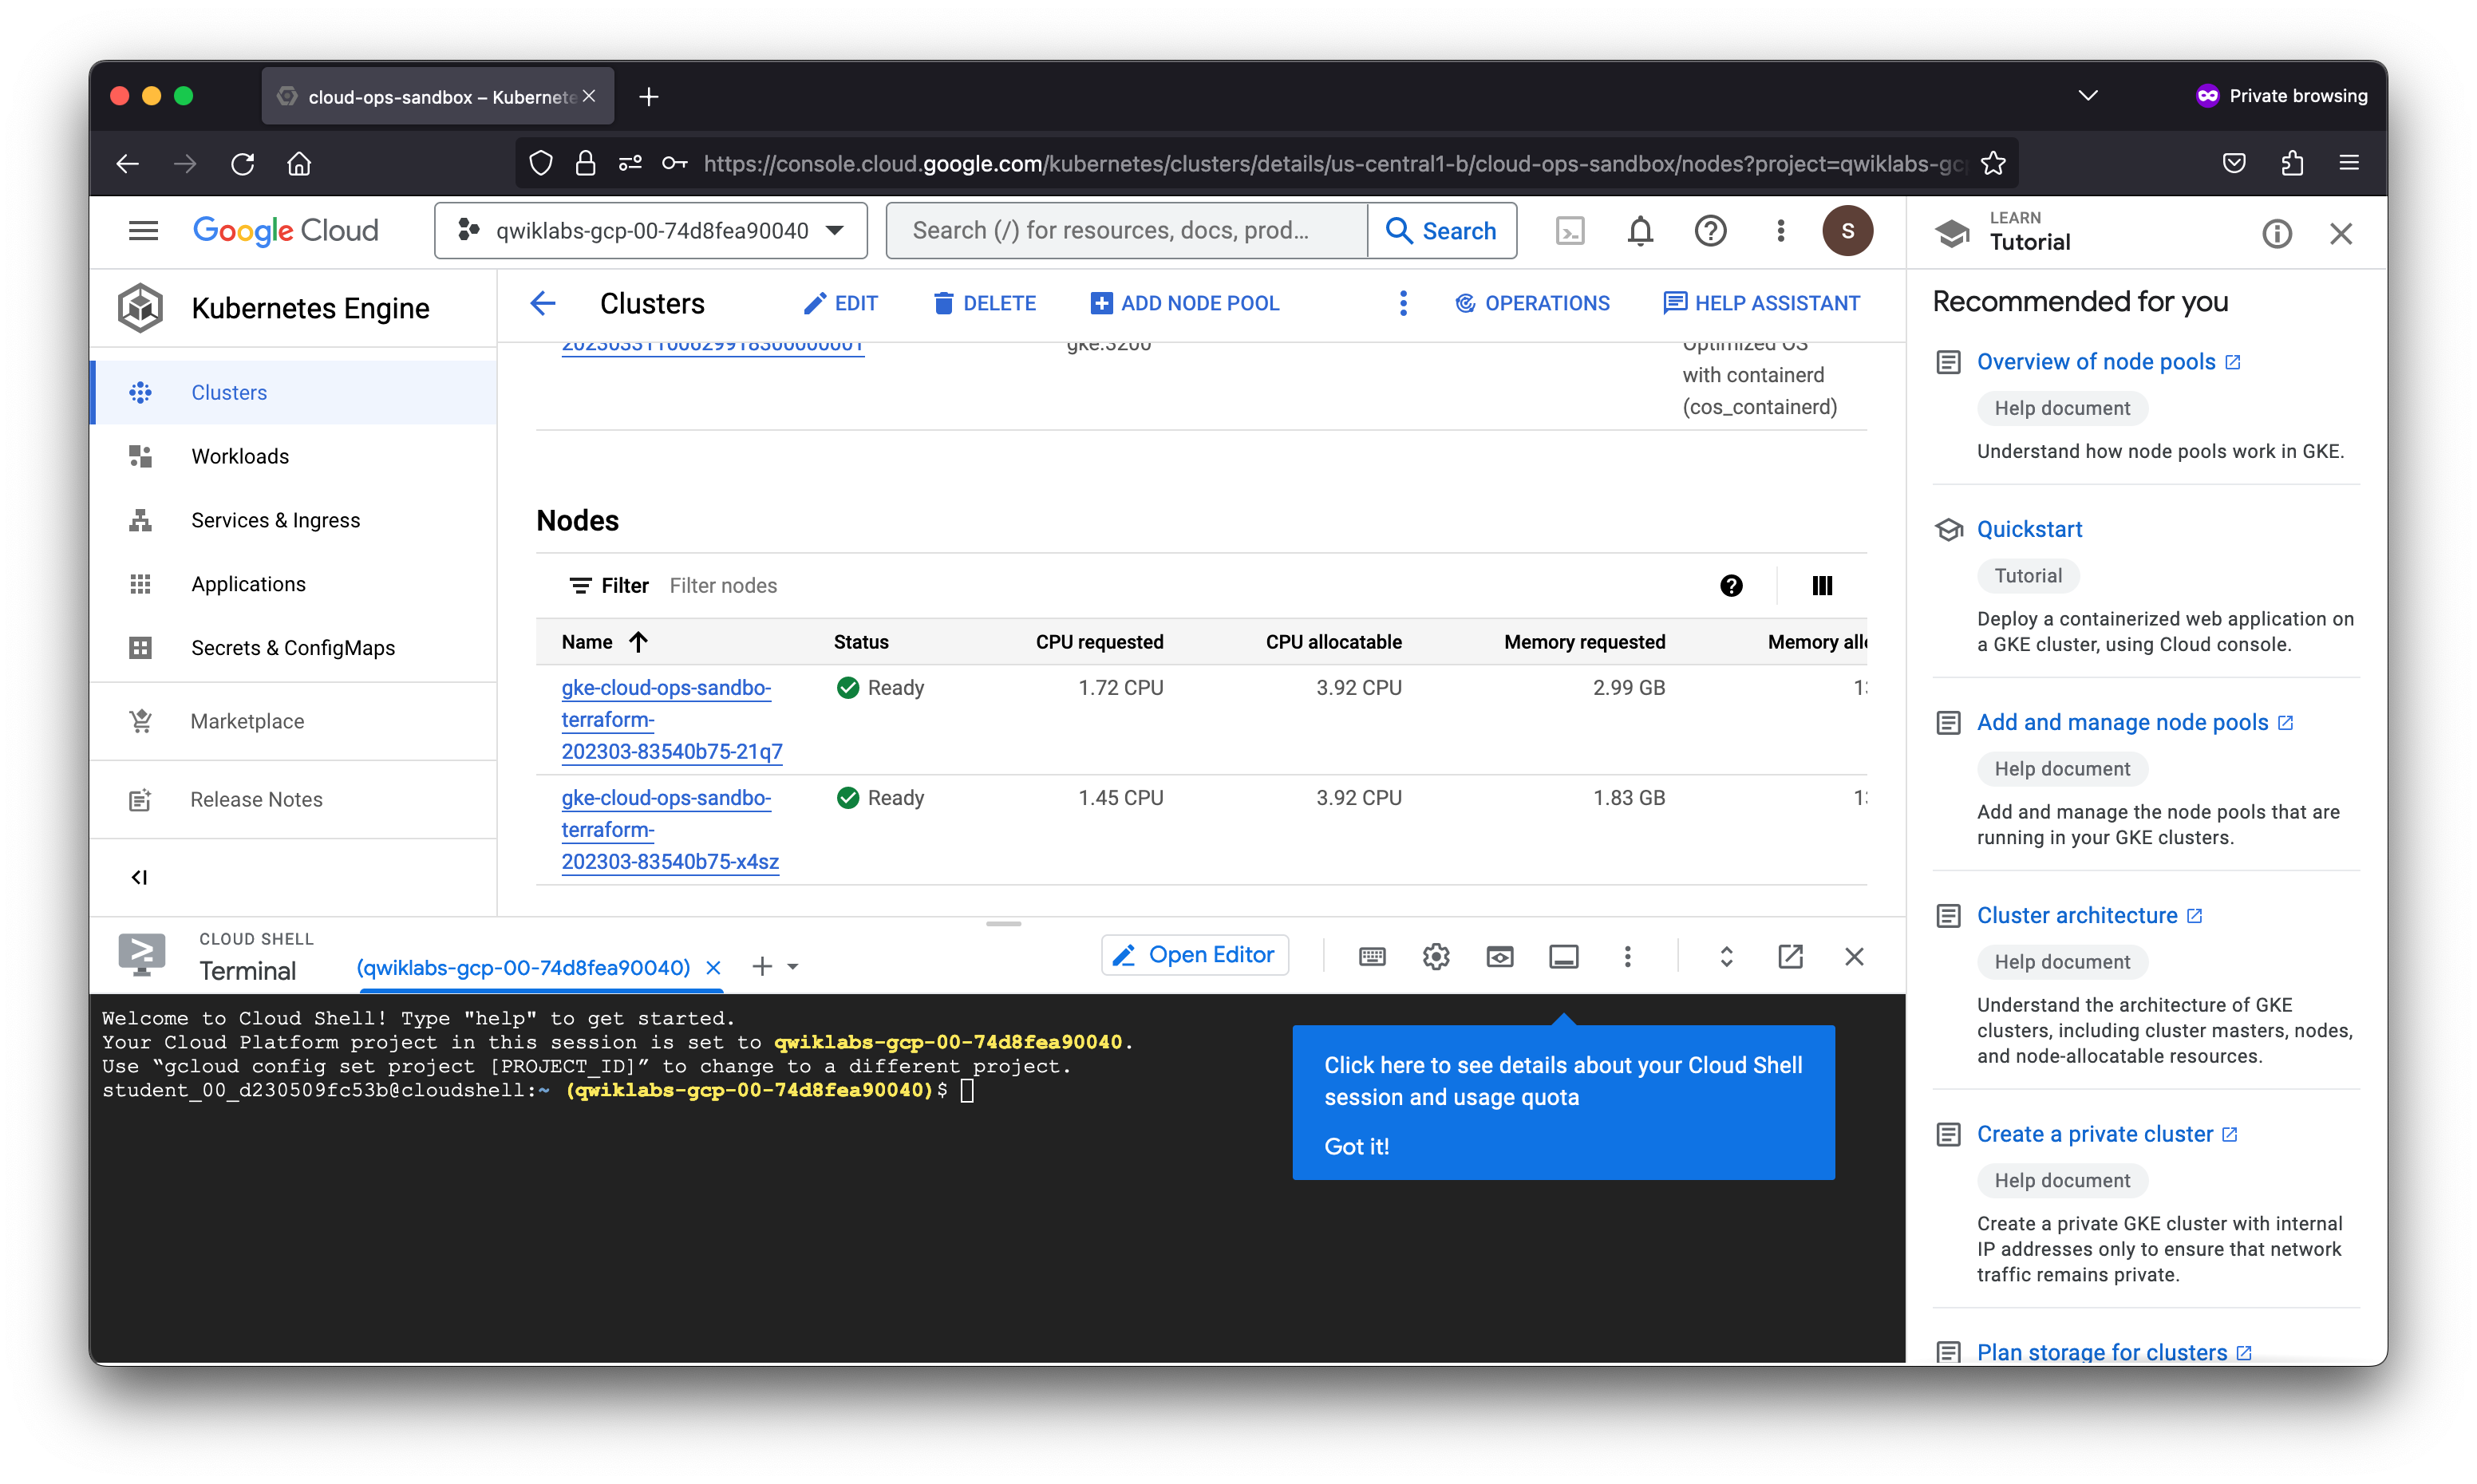 cloud-ops-sandbox – Kubernete
Private browsing
https://console.cloud.google.com/kubernetes/clusters/details/us-central1-b/cloud-ops-sandbox/nodes?project=qwiklabs-gcp
Google Cloud
qwiklabs-gcp-00-74d8fea90040
Search (/) for resources, docs, prod...
Search
S
LEARN
Tutorial
Kubernetes Engine
Clusters
EDIT
DELETE
ADD NODE POOL
OPERATIONS
HELP ASSISTANT
Clusters
Workloads
Services & Ingress
Applications
Secrets & ConfigMaps
Marketplace
Release Notes
gke.3200
Optimized OS
with containerd
(cos_containerd)
Nodes
Filter Filter nodes
Name Status CPU requested CPU allocatable Memory requested Memory all
gke-cloud-ops-sandbo- Ready 1.72 CPU 3.92 CPU 2.99 GB
terraform-
202303-83540b75-21q7
gke-cloud-ops-sandbo- Ready 1.45 CPU 3.92 CPU 1.83 GB
terraform-
202303-83540b75-x4sz
Recommended for you
Overview of node pools
Help document
Understand how node pools work in GKE.
Quickstart
Tutorial
Deploy a containerized web application on
a GKE cluster, using Cloud console.
Add and manage node pools
Help document
Add and manage the node pools that are
running in your GKE clusters.
Cluster architecture
Help document
Understand the architecture of GKE
clusters, including cluster masters, nodes,
and node-allocatable resources.
Create a private cluster
Help document
Create a private GKE cluster with internal
IP addresses only to ensure that network
traffic remains private.
Plan storage for clusters
CLOUD SHELL
Terminal
(qwiklabs-gcp-00-74d8fea90040)
Open Editor
Welcome to Cloud Shell! Type "help" to get started.
Your Cloud Platform project in this session is set to qwiklabs-gcp-00-74d8fea90040.
Use “gcloud config set project [PROJECT_ID]” to change to a different project.
student_00_d230509fc53b@cloudshell:~ (qwiklabs-gcp-00-74d8fea90040)$
Click here to see details about your Cloud Shell
session and usage quota
Got it!